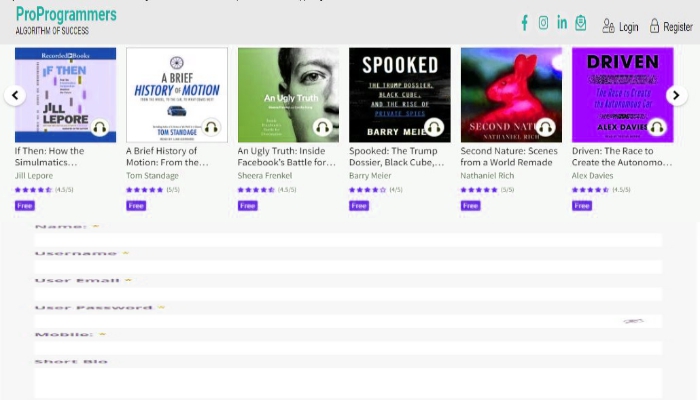 ProProgrammers
ALGORITHM OF SUCCESS
Login
Register
Recorded Books
IF THEN
JILL
LEPORE
A BRIEF
HISTORY OF MOTION
TOM STANDAGE
An Ugly Truth
SPOOKED
THE TRUMP DOSSIER,
BLACK CUBE,
AND THE RISE OF
PRIVATE SPIES
BARRY MEIER
SECOND NATURE
NATHANIEL RICH
DRIVEN
The Race to Create
the Autonomous Car
ALEX DAVIES
If Then: How the
Simulmatics...
Jill Lepore
(4.5/5)
Free
A Brief History of
Motion: From the...
Tom Standage
(5/5)
Free
An Ugly Truth: Inside
Facebook's Battle for...
Sheera Frenkel
(4.5/5)
Free
Spooked: The Trump
Dossier, Black Cube,...
Barry Meier
(4/5)
Free
Second Nature: Scenes
from a World Remade
Nathaniel Rich
(5/5)
Free
Driven: The Race to
Create the Autonomo...
Alex Davies
(4.5/5)
Free
Name: *
Username *
User Email *
User Password *
Mobile: *
Short Bio